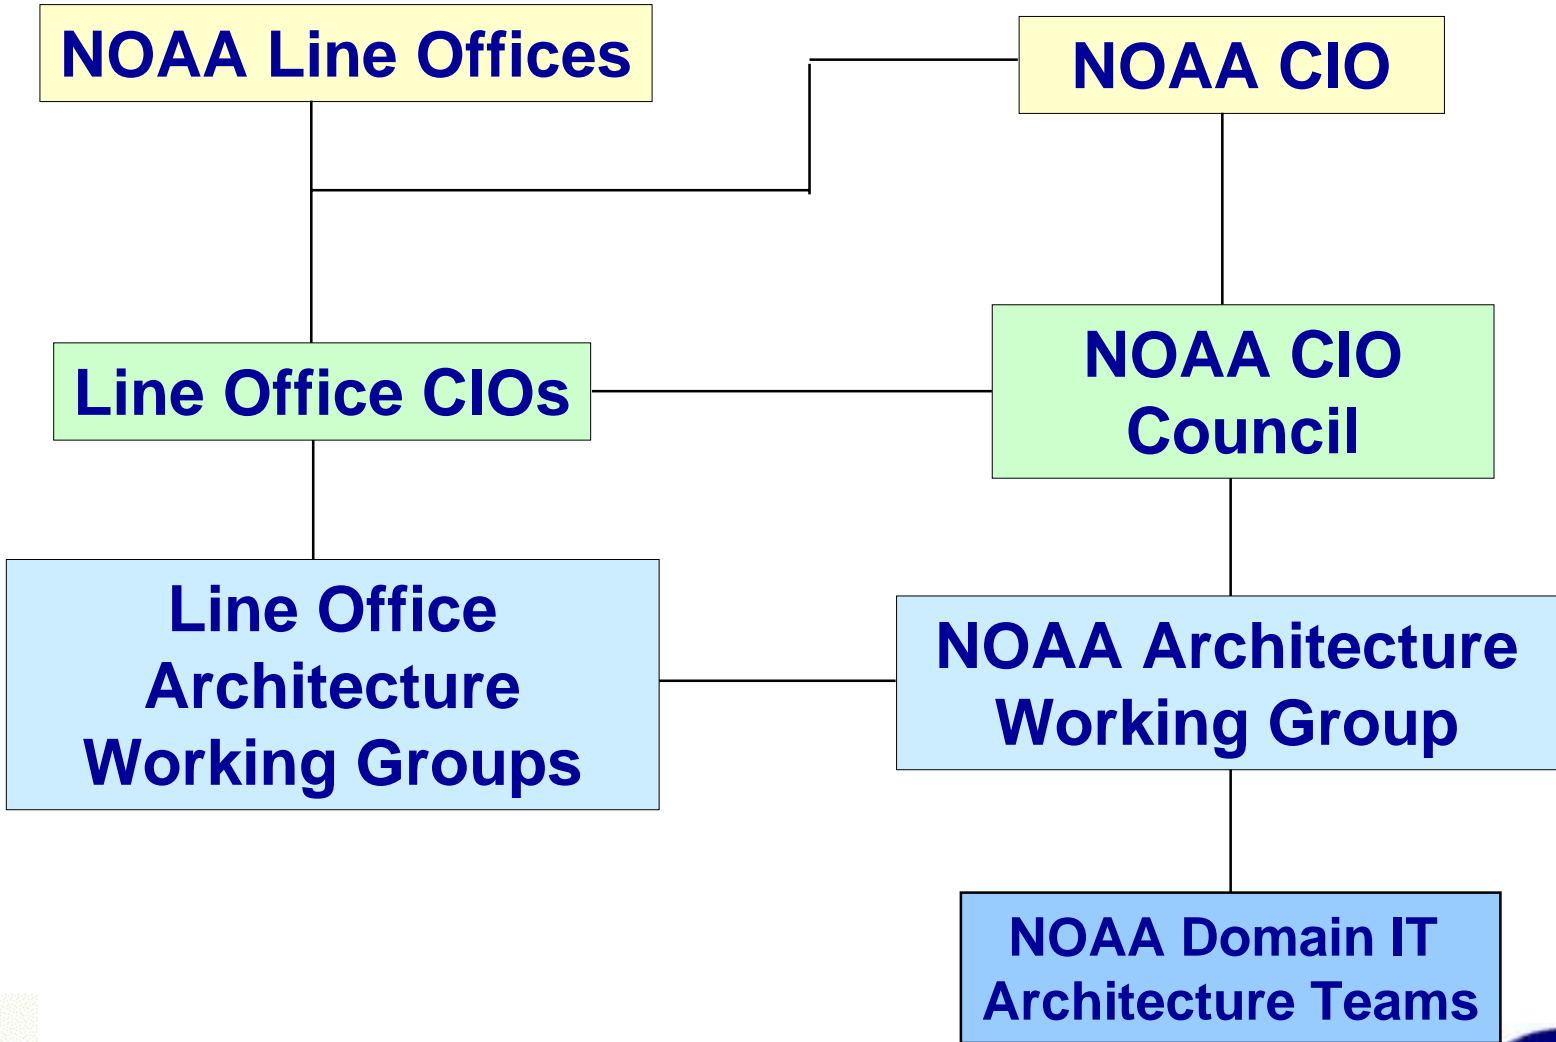 NOAA Line Offices
NOAA CIO
Line Office CIOs
NOAA CIO
Council
Line Office
Architecture
Working Groups
NOAA Architecture
Working Group
NOAA Domain IT
Architecture Teams